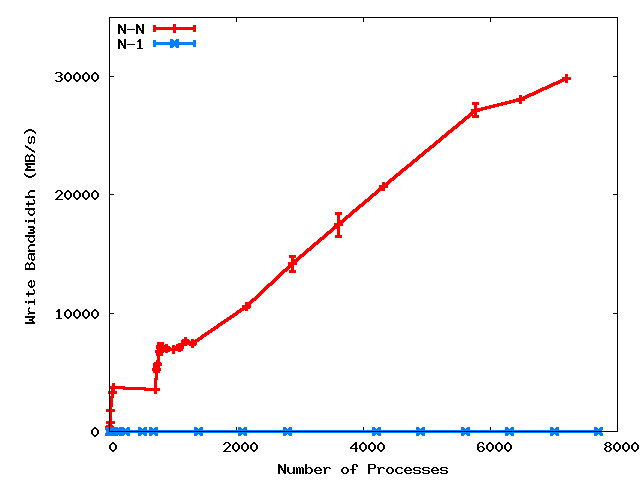 N-N
N-1
30000
20000
10000
0
Write Bandwidth (MB/s)
0 2000 4000 6000 8000
Number of Processes